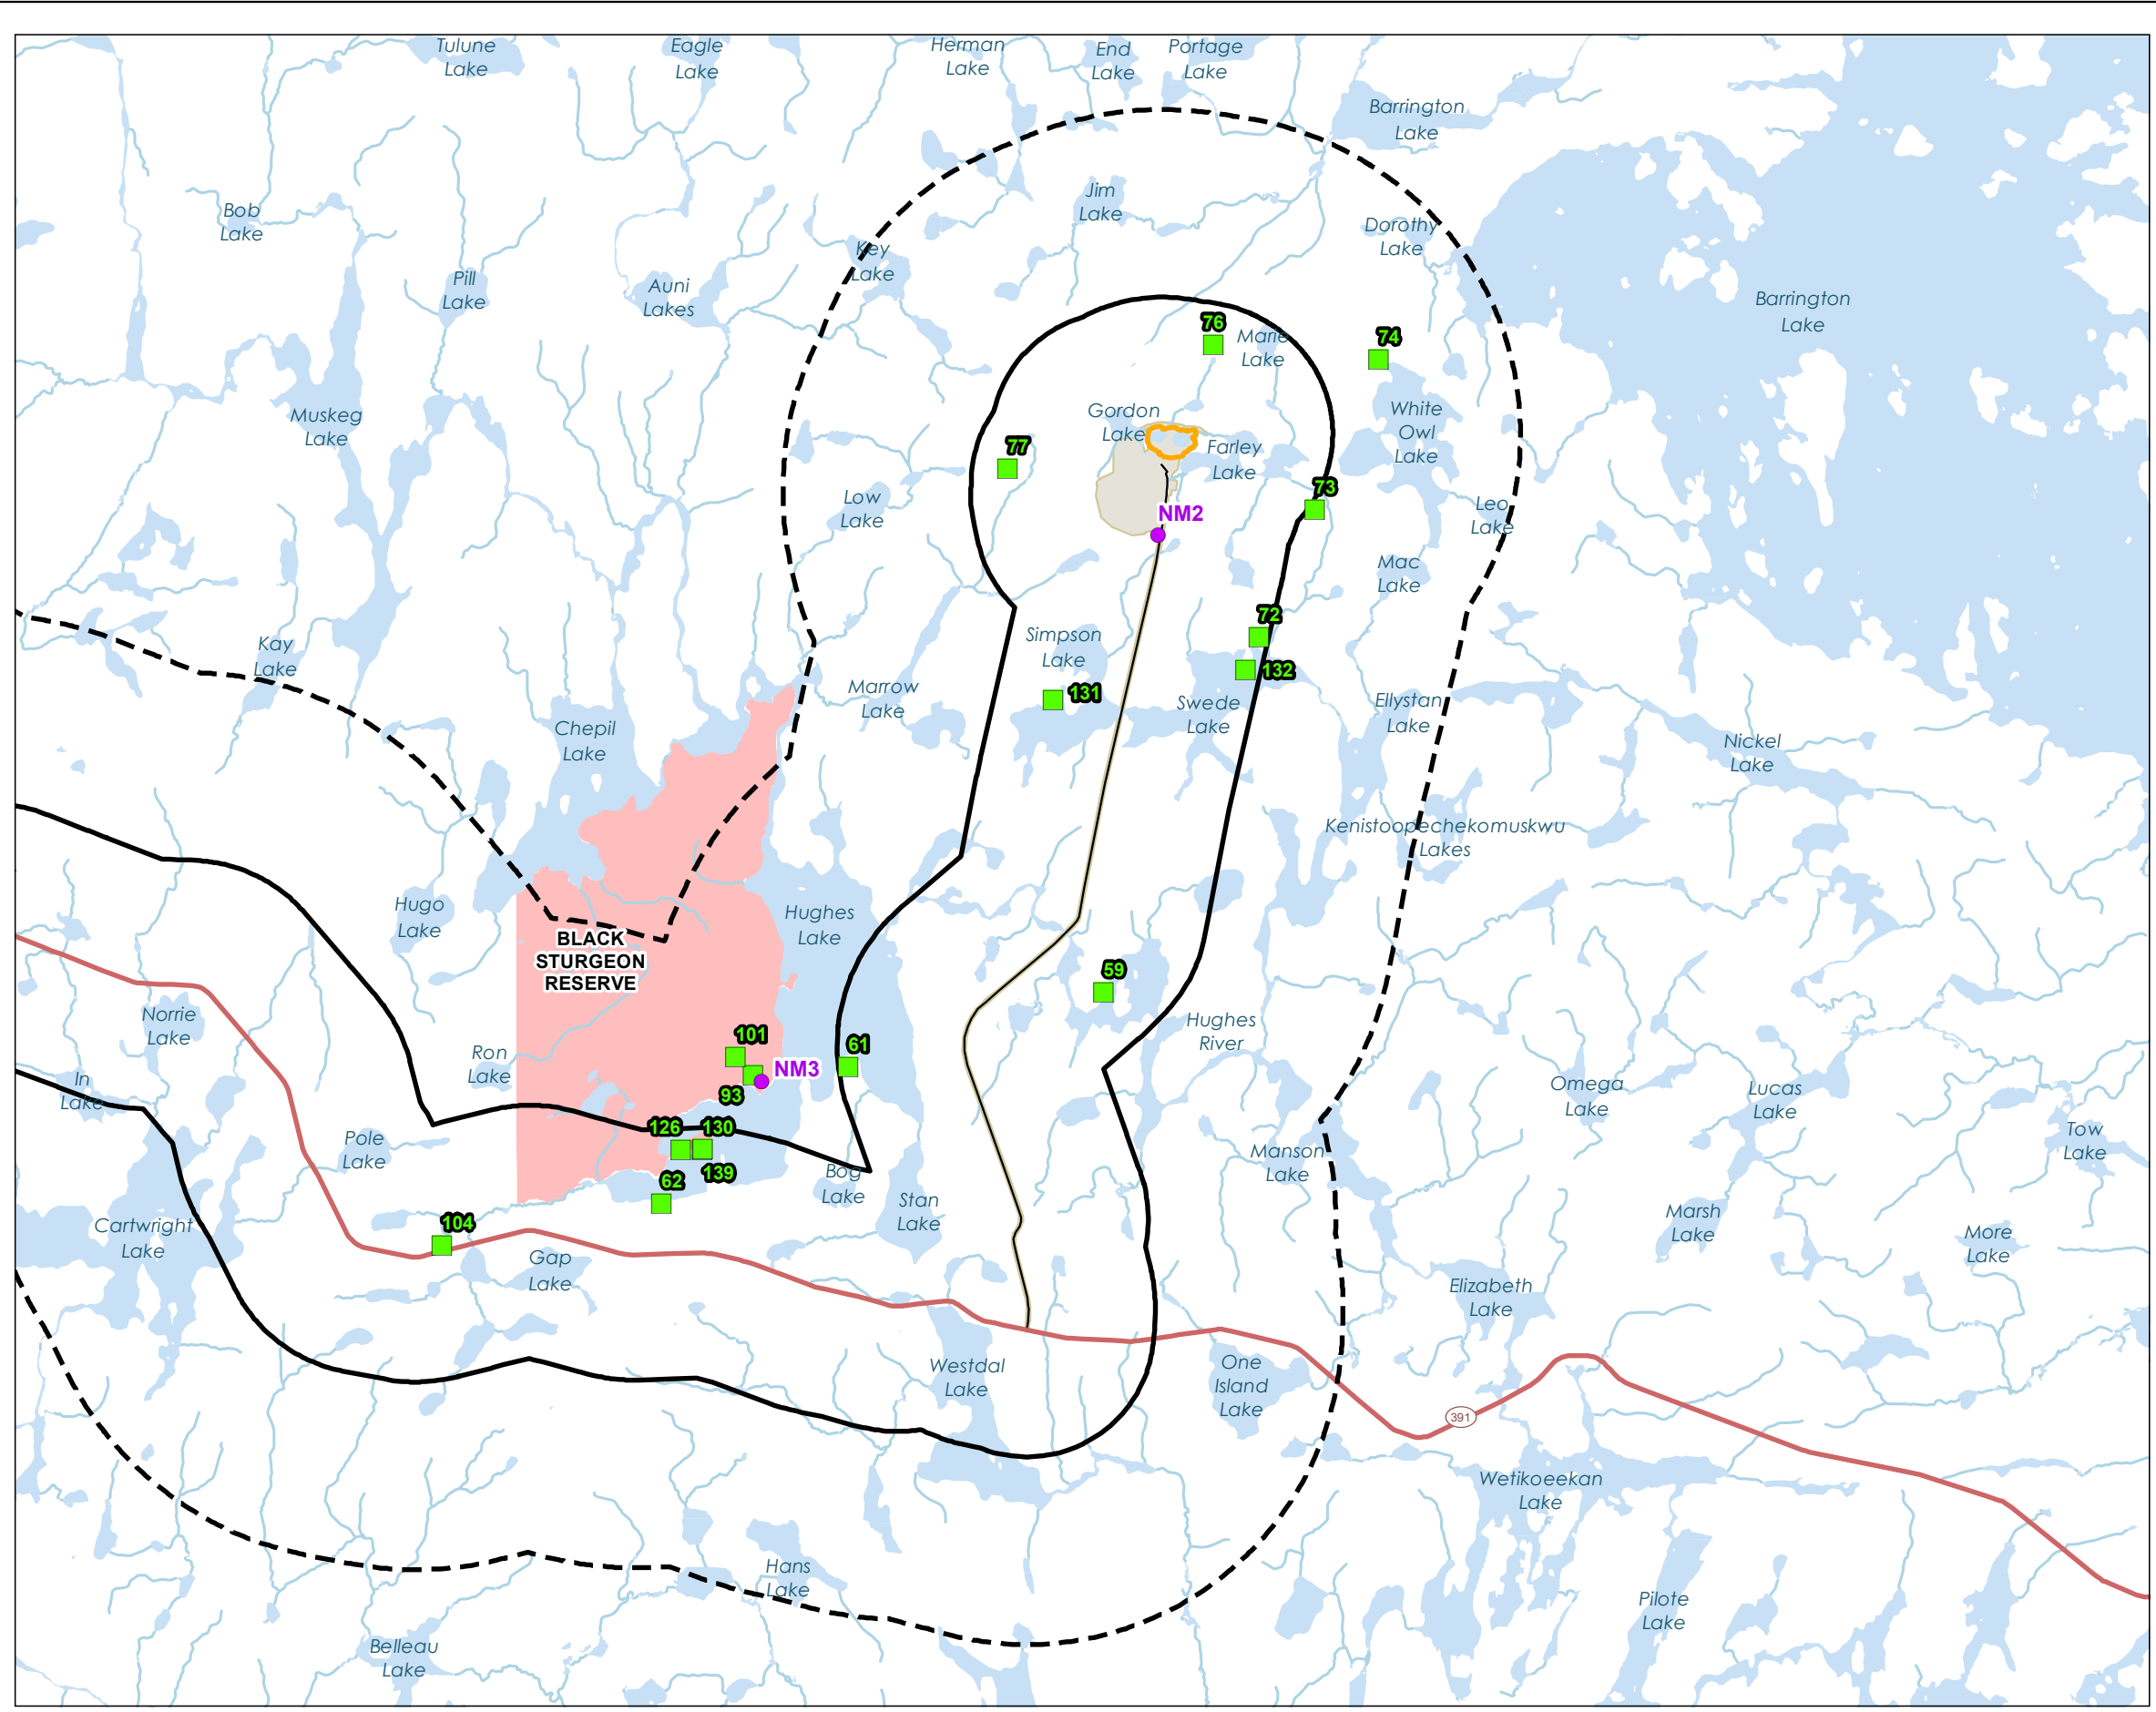 Tulune
Lake
Eagle
Lake
Herman
Lake
End
Lake
Portage
Lake
Barrington
Lake
Bob
Lake
Jim
Lake
Dorothy
Lake
Key
Lake
Pill
Lake
Auni
Lakes
Barrington
Lake
76
Marie
Lake
74
Muskeg
Lake
Gordon
Lake
White
Owl
Lake
77
Farley
Lake
Low
Lake
73
NM2
Leo
Lake
Mac
Lake
72
Kay
Lake
Simpson
Lake
132
131
Marrow
Lake
Swede
Lake
Ellystan
Lake
Chepil
Lake
Nickel
Lake
Kenistoopechekomuskwu
Lakes
Hugo
Lake
Hughes
Lake
BLACK
STURGEON
RESERVE
59
Norrie
Lake
Hughes
River
101
61
Ron
Lake
NM3
93
In
Lake
Omega
Lake
Lucas
Lake
126
130
Pole
Lake
Manson
Lake
Tow
Lake
62
139
Bog
Lake
Stan
Lake
104
Cartwright
Lake
Marsh
Lake
More
Lake
Gap
Lake
Elizabeth
Lake
Westdal
Lake
One
Island
Lake
391
Wetikoeekan
Lake
Hans
Lake
Pilote
Lake
Belleau
Lake